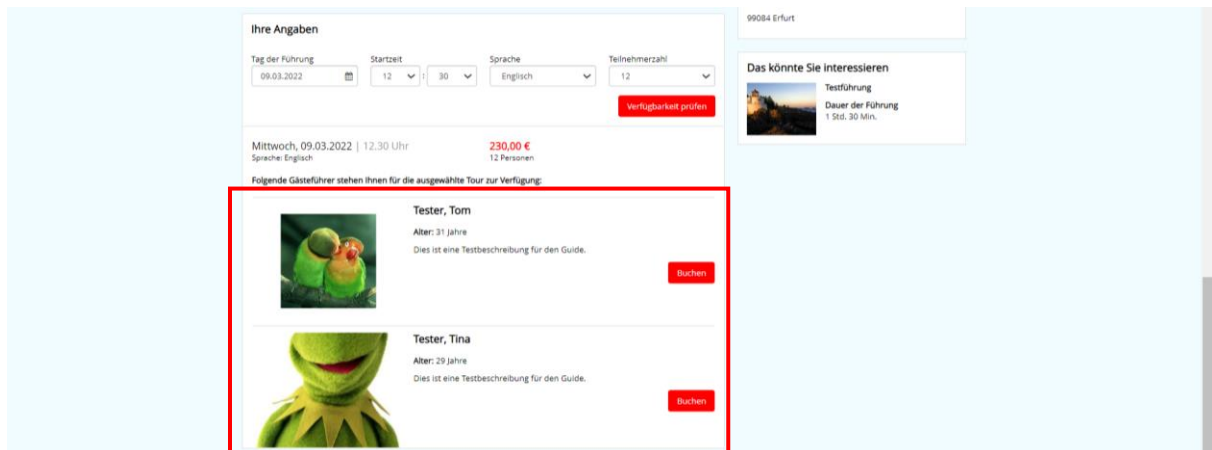 Ihre Angaben
Tag der Führung
Startzeit
Sprache
Teilnehmerzahl
09.03.2022
12 : 30
Englisch
12
Verfügbarkeit prüfen
Mittwoch, 09.03.2022 | 12.30 Uhr
230,00 €
Sprache: Englisch
12 Personen
Folgende Gästeführer stehen Ihnen für die ausgewählte Tour zur Verfügung:
Tester, Tom
Alter: 31 Jahre
Dies ist eine Testbeschreibung für den Guide.
Buchen
Tester, Tina
Alter: 29 Jahre
Dies ist eine Testbeschreibung für den Guide.
Buchen
99084 Erfurt
Das könnte Sie interessieren
Testführung
Dauer der Führung
1 Std. 30 Min.